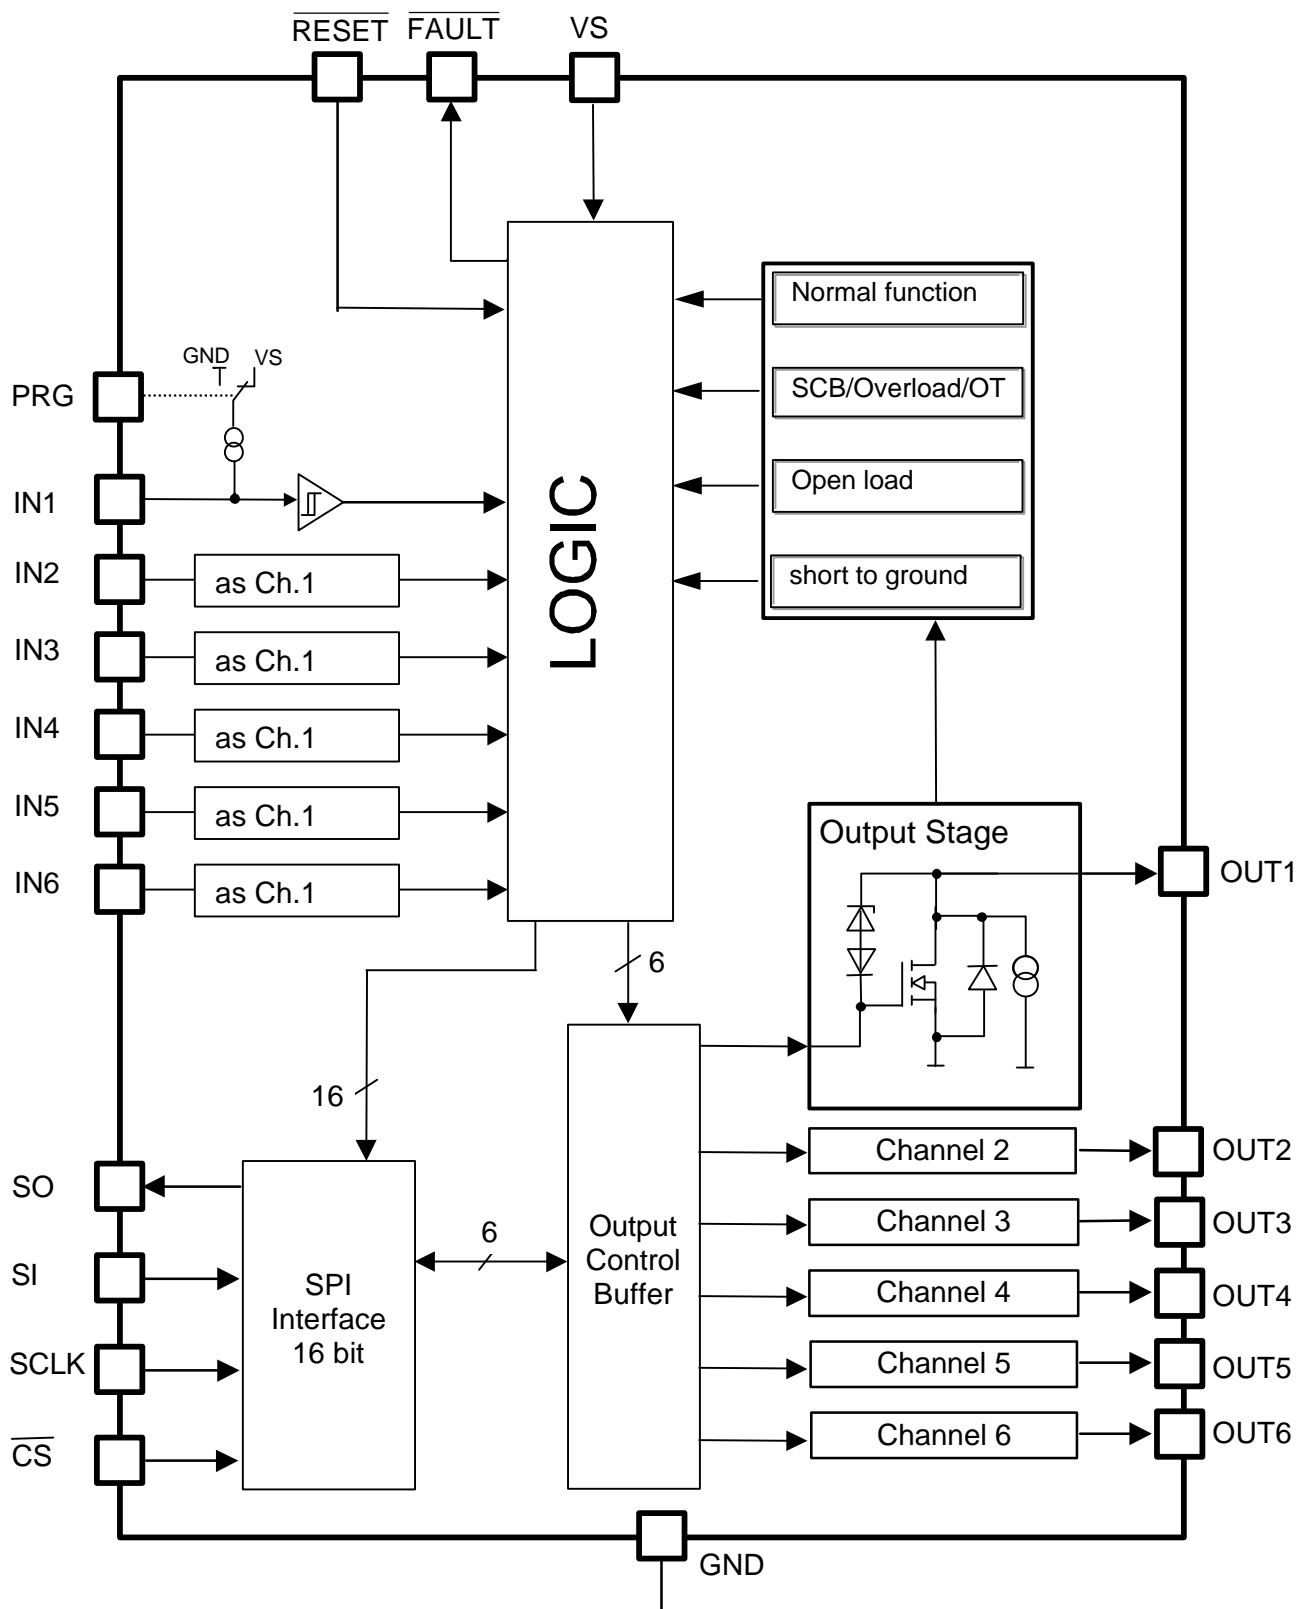 RESET
FAULT
VS
GND
VS
PRG
IN1
IN2
IN3
IN4
IN5
IN6
as Ch.1
as Ch.1
as Ch.1
as Ch.1
as Ch.1
LOGIC
Normal function
SCB/Overload/OT
Open load
short to ground
Output Stage
OUT1
6
16
SO
SI
SCLK
CS
SPI
Interface
16 bit
6
Output
Control
Buffer
Channel 2
Channel 3
Channel 4
Channel 5
Channel 6
OUT2
OUT3
OUT4
OUT5
OUT6
GND